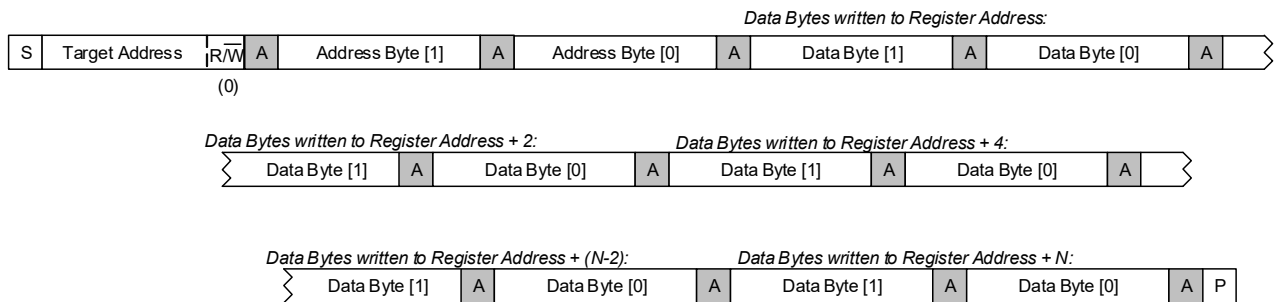 Data Bytes written to Register Address:
S Target Address R/W̅ A Address Byte [1] A Address Byte [0] A Data Byte [1] A Data Byte [0] A
(0)
Data Bytes written to Register Address + 2: Data Bytes written to Register Address + 4:
Data Byte [1] A Data Byte [0] A Data Byte [1] A Data Byte [0] A
Data Bytes written to Register Address + (N-2): Data Bytes written to Register Address + N:
Data Byte [1] A Data Byte [0] A Data Byte [1] A Data Byte [0] A P